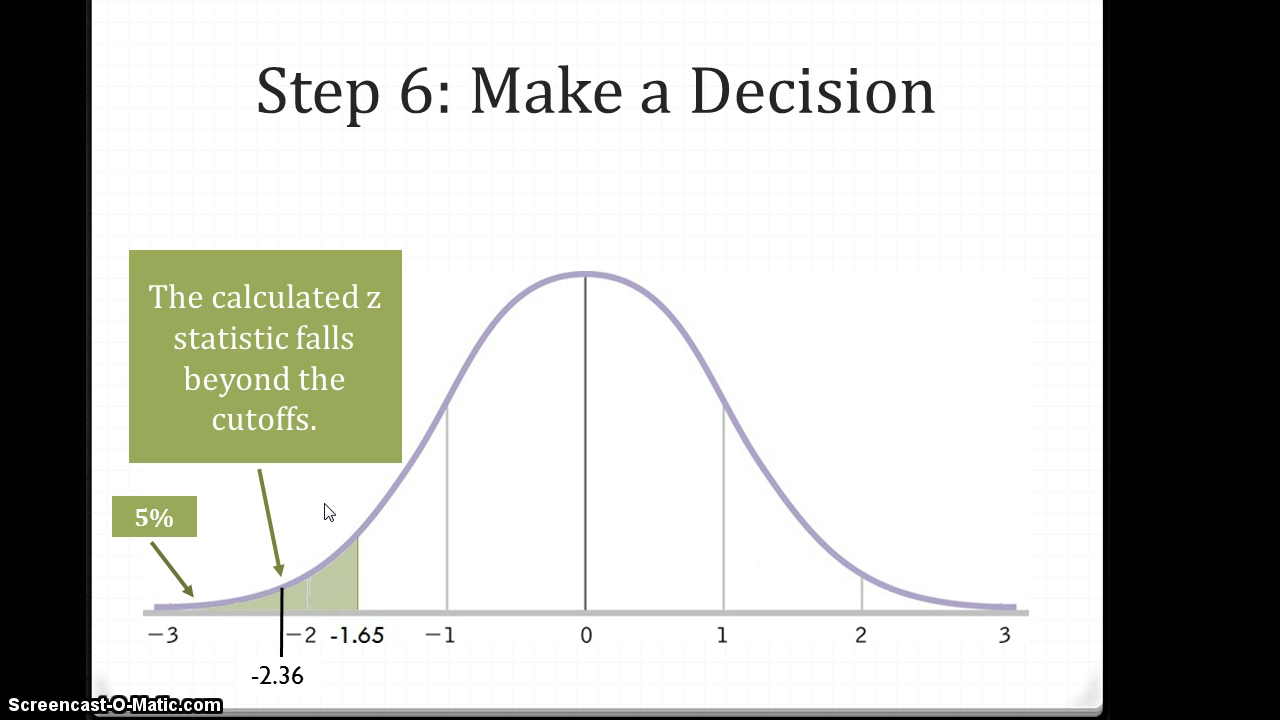 Step 6: Make a Decision
The calculated z
statistic falls
beyond the
cutoffs.
5%
−3 −2 -1.65 −1 0 1 2 3
-2.36
Screencast-O-Matic.com